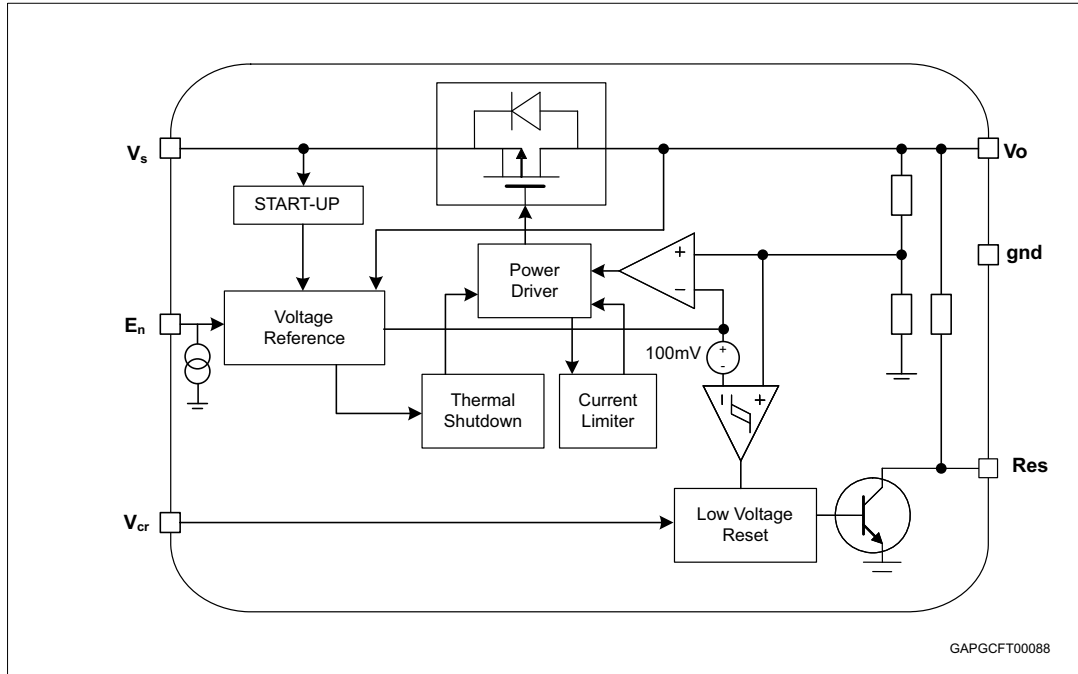 Vs
Vo
START-UP
gnd
Power
Driver
+
−
En
Voltage
Reference
100mV
+
-
Thermal
Shutdown
Current
Limiter
−
+
Res
Vcr
Low Voltage
Reset
GAPGCFT00088